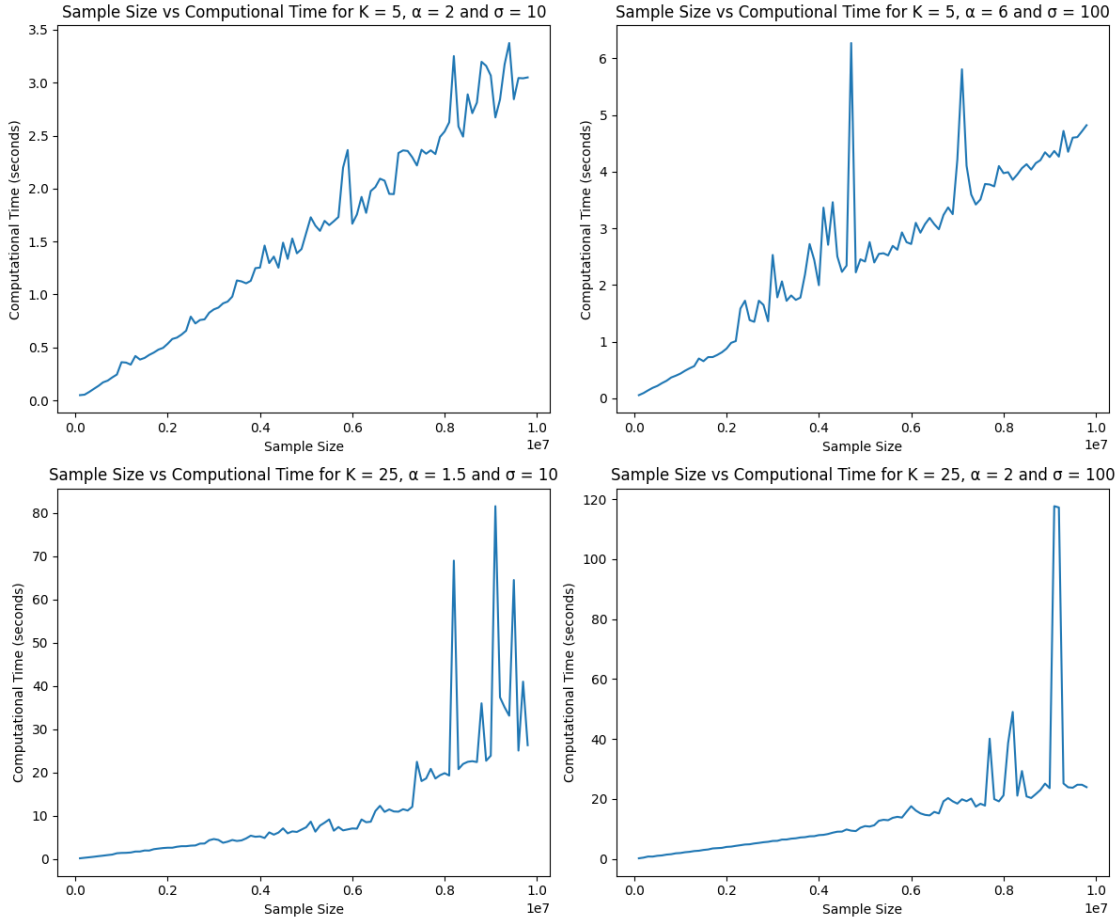 Sample Size vs Computational Time for K = 5, α = 2 and σ = 10
Computational Time (seconds)
3.5
3.0
2.5
2.0
1.5
1.0
0.5
0.0
0.0 0.2 0.4 0.6 0.8 1.0
1e7
Sample Size
Sample Size vs Computational Time for K = 5, α = 6 and σ = 100
Computational Time (seconds)
6
5
4
3
2
1
0
0.0 0.2 0.4 0.6 0.8 1.0
1e7
Sample Size
Sample Size vs Computational Time for K = 25, α = 1.5 and σ = 10
Computational Time (seconds)
80
70
60
50
40
30
20
10
0
0.0 0.2 0.4 0.6 0.8 1.0
1e7
Sample Size
Sample Size vs Computational Time for K = 25, α = 2 and σ = 100
Computational Time (seconds)
120
100
80
60
40
20
0
0.0 0.2 0.4 0.6 0.8 1.0
1e7
Sample Size